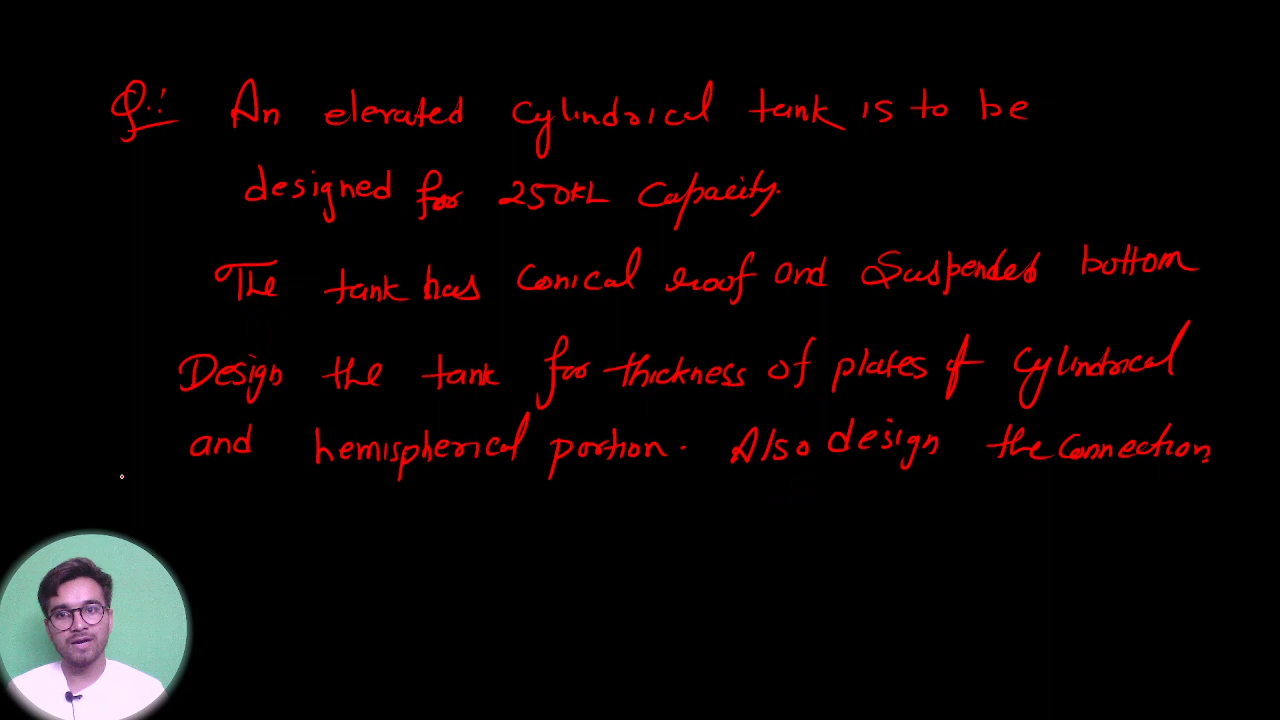 Q.: An elevated cylindrical tank is to be
designed for 250KL Capacity.
The tank has Conical roof and Suspended bottom
Design the tank for thickness of plates of Cylindrical
and hemispherical portion. Also design the Connection.